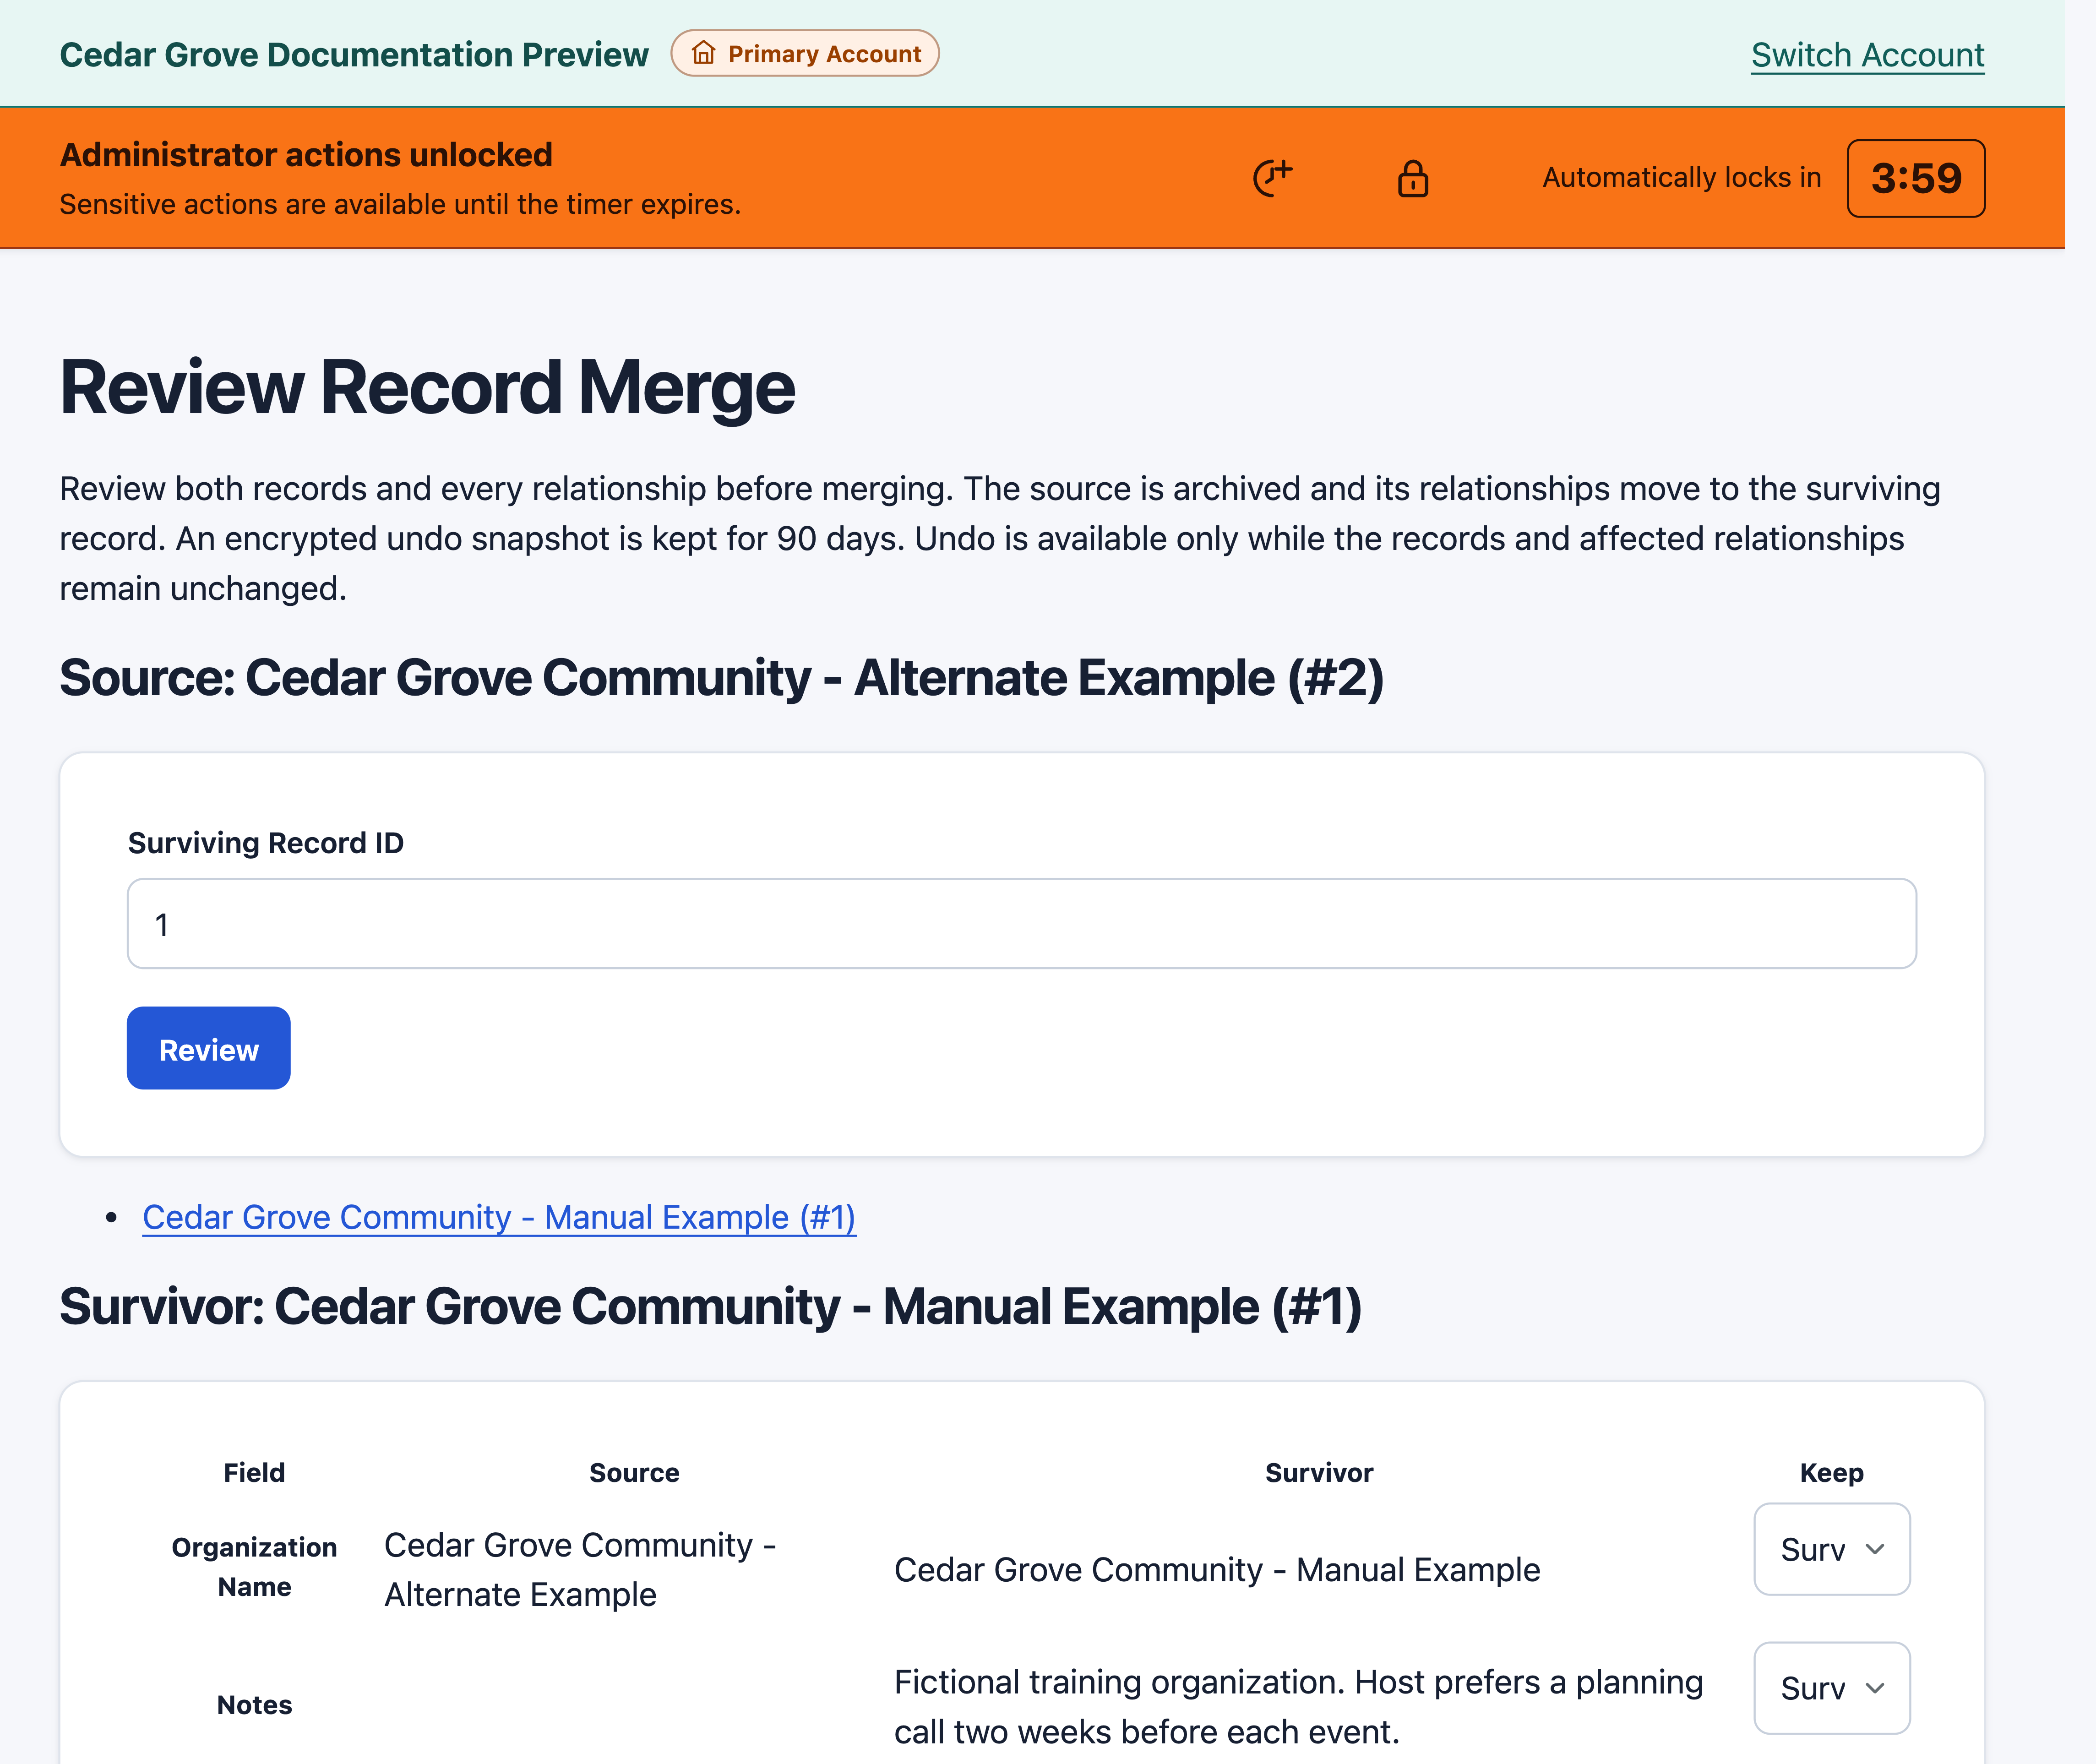 Cedar Grove Documentation Preview
Primary Account
Switch Account
Administrator actions unlocked
Sensitive actions are available until the timer expires.
Automatically locks in
3:59
Review Record Merge
Review both records and every relationship before merging. The source is archived and its relationships move to the surviving
record. An encrypted undo snapshot is kept for 90 days. Undo is available only while the records and affected relationships
remain unchanged.
Source: Cedar Grove Community - Alternate Example (#2)
Surviving Record ID
1
Review
Cedar Grove Community - Manual Example (#1)
Survivor: Cedar Grove Community - Manual Example (#1)
Field
Source
Survivor
Keep
Organization
Name
Cedar Grove Community -
Alternate Example
Cedar Grove Community - Manual Example
Surv
Notes
Fictional training organization. Host prefers a planning
call two weeks before each event.
Surv